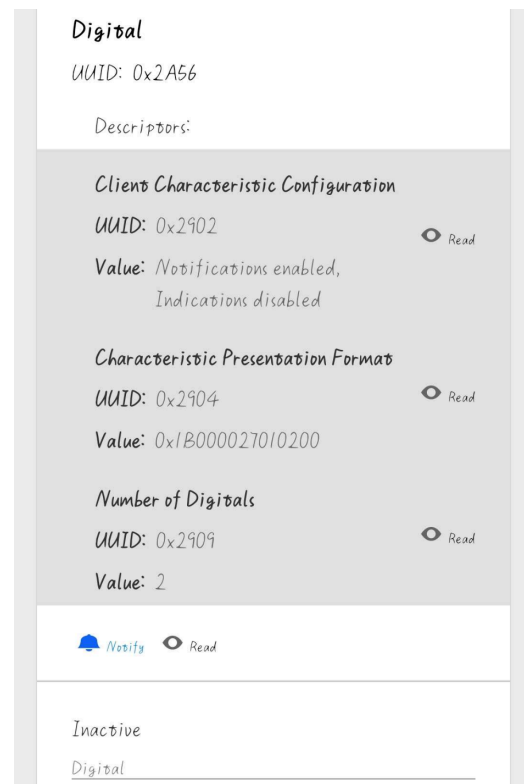 Digital
UUID: 0x2A56
Descriptors:
Client Characteristic Configuration
UUID: 0x2902
Read
Value: Notifications enabled,
Indications disabled
Characteristic Presentation Format
UUID: 0x2904
Read
Value: 0x1B000027010200
Number of Digitals
UUID: 0x2909
Read
Value: 2
Notify Read
Inactive
Digital